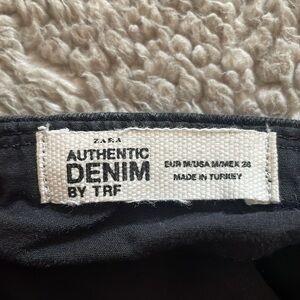 ZARA
AUTHENTIC
DENIM
BY TRF
EUR M/USA M/MEX 28
MADE IN TURKEY